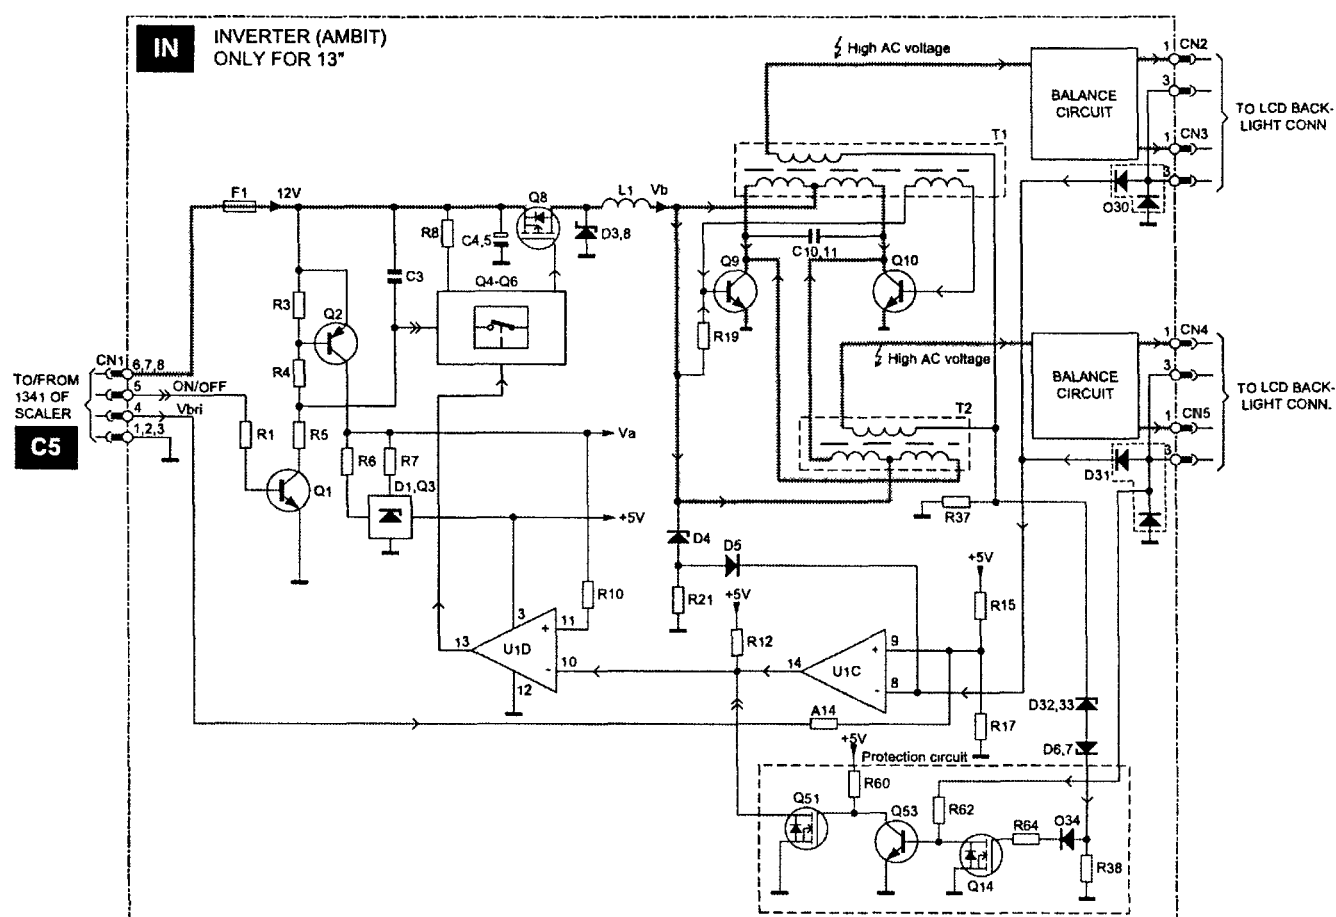 IN
INVERTER (AMBIT)
ONLY FOR 13"
High AC voltage
BALANCE
CIRCUIT
1
CN2
3
1
CN3
3
TO LCD BACK-
LIGHT CONN
O30
T1
F1
12V
Q8
L1
Vb
R8
C4,5
D3,8
C10,11
Q9
Q10
C3
Q4-Q6
R3
Q2
R19
High AC voltage
BALANCE
CIRCUIT
1
CN4
3
1
CN5
3
TO LCD BACK-
LIGHT CONN.
D31
CN1
6,7,8
5
ON/OFF
4
Vbri
1,2,3
TO/FROM
1341 OF
SCALER
C5
R4
R1
R5
Va
T2
R6
R7
Q1
D1,Q3
+5V
R37
D4
D5
+5V
R10
R21
+5V
R15
3
11
+
13
U1D
10
-
12
R12
14
9
+
U1C
8
-
A14
R17
D32,33
D6,7
+5V
Protection circuit
R60
Q51
Q53
R62
R64
O34
Q14
R38